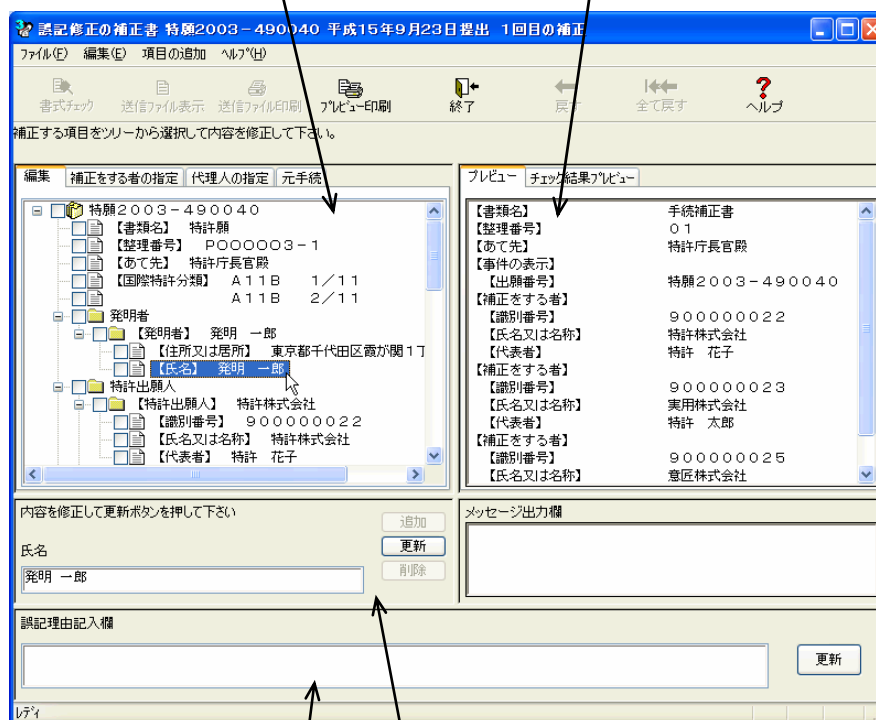 誤記修正の補正書 特願2003-490040 平成15年9月23日提出 1回目の補正
ファイル(F) 編集(E) 項目の追加 ヘルプ(H)
書式チェック 送信ファイル表示 送信ファイル印刷 プレビュー印刷 終了 戻す 全て戻す ヘルプ
補正する項目をツリーから選択して内容を修正して下さい。
編集 補正をする者の指定 代理人の指定 元手続
特願2003-490040
【書類名】 特許願
【整理番号】 P000003-1
【あて先】 特許庁長官殿
【国際特許分類】 A11B 1/11
A11B 2/11
発明者
【発明者】 発明 一郎
【住所又は居所】 東京都千代田区霞が関1丁
【氏名】 発明 一郎
特許出願人
【特許出願人】 特許株式会社
【識別番号】 900000022
【氏名又は名称】 特許株式会社
【代表者】 特許 花子
プレビュー チェック結果プレビュー
【書類名】 手続補正書
【整理番号】 01
【あて先】 特許庁長官殿
【事件の表示】
【出願番号】 特願2003-490040
【補正をする者】
【識別番号】 900000022
【氏名又は名称】 特許株式会社
【代表者】 特許 花子
【補正をする者】
【識別番号】 900000023
【氏名又は名称】 実用株式会社
【代表者】 特許 太郎
【補正をする者】
【識別番号】 900000025
【氏名又は名称】 意匠株式会社
内容を修正して更新ボタンを押して下さい
追加
氏名
更新
発明 一郎
削除
メッセージ出力欄
誤記理由記入欄
更新
レディ